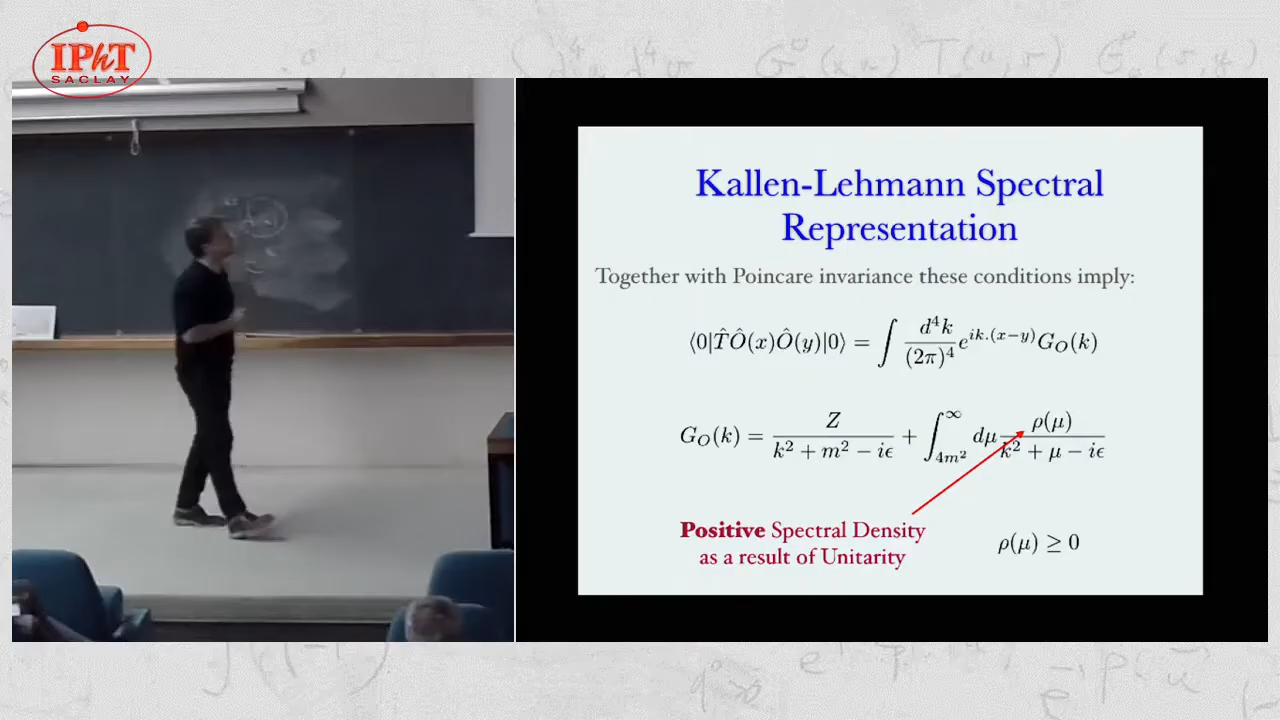 IPhT
SACLAY
Kallen-Lehmann Spectral
Representation
Together with Poincare invariance these conditions imply:
⟨0|T̂Ô(x)Ô(y)|0⟩ = ∫ d⁴k/(2π)⁴ e^{ik.(x−y)} G_O(k)
G_O(k) = Z/(k² + m² − iϵ) + ∫_{4m²}^{∞} dμ ρ(μ)/(k² + μ − iϵ)
Positive Spectral Density
as a result of Unitarity
ρ(μ) ≥ 0